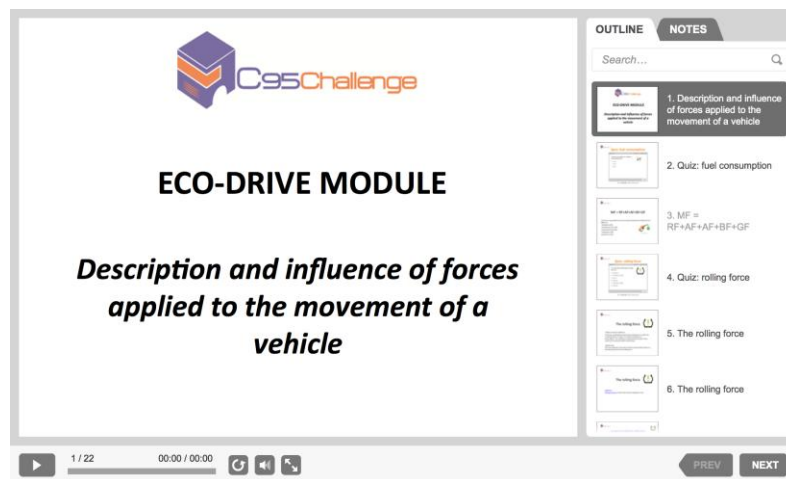 C95Challenge
ECO-DRIVE MODULE
Description and influence of forces
applied to the movement of a
vehicle
1 / 22
00:00 / 00:00
OUTLINE
NOTES
Search...
1. Description and influence
of forces applied to the
movement of a vehicle
2. Quiz: fuel consumption
3. MF =
RF+AF+AF+BF+GF
4. Quiz: rolling force
5. The rolling force
6. The rolling force
PREV
NEXT